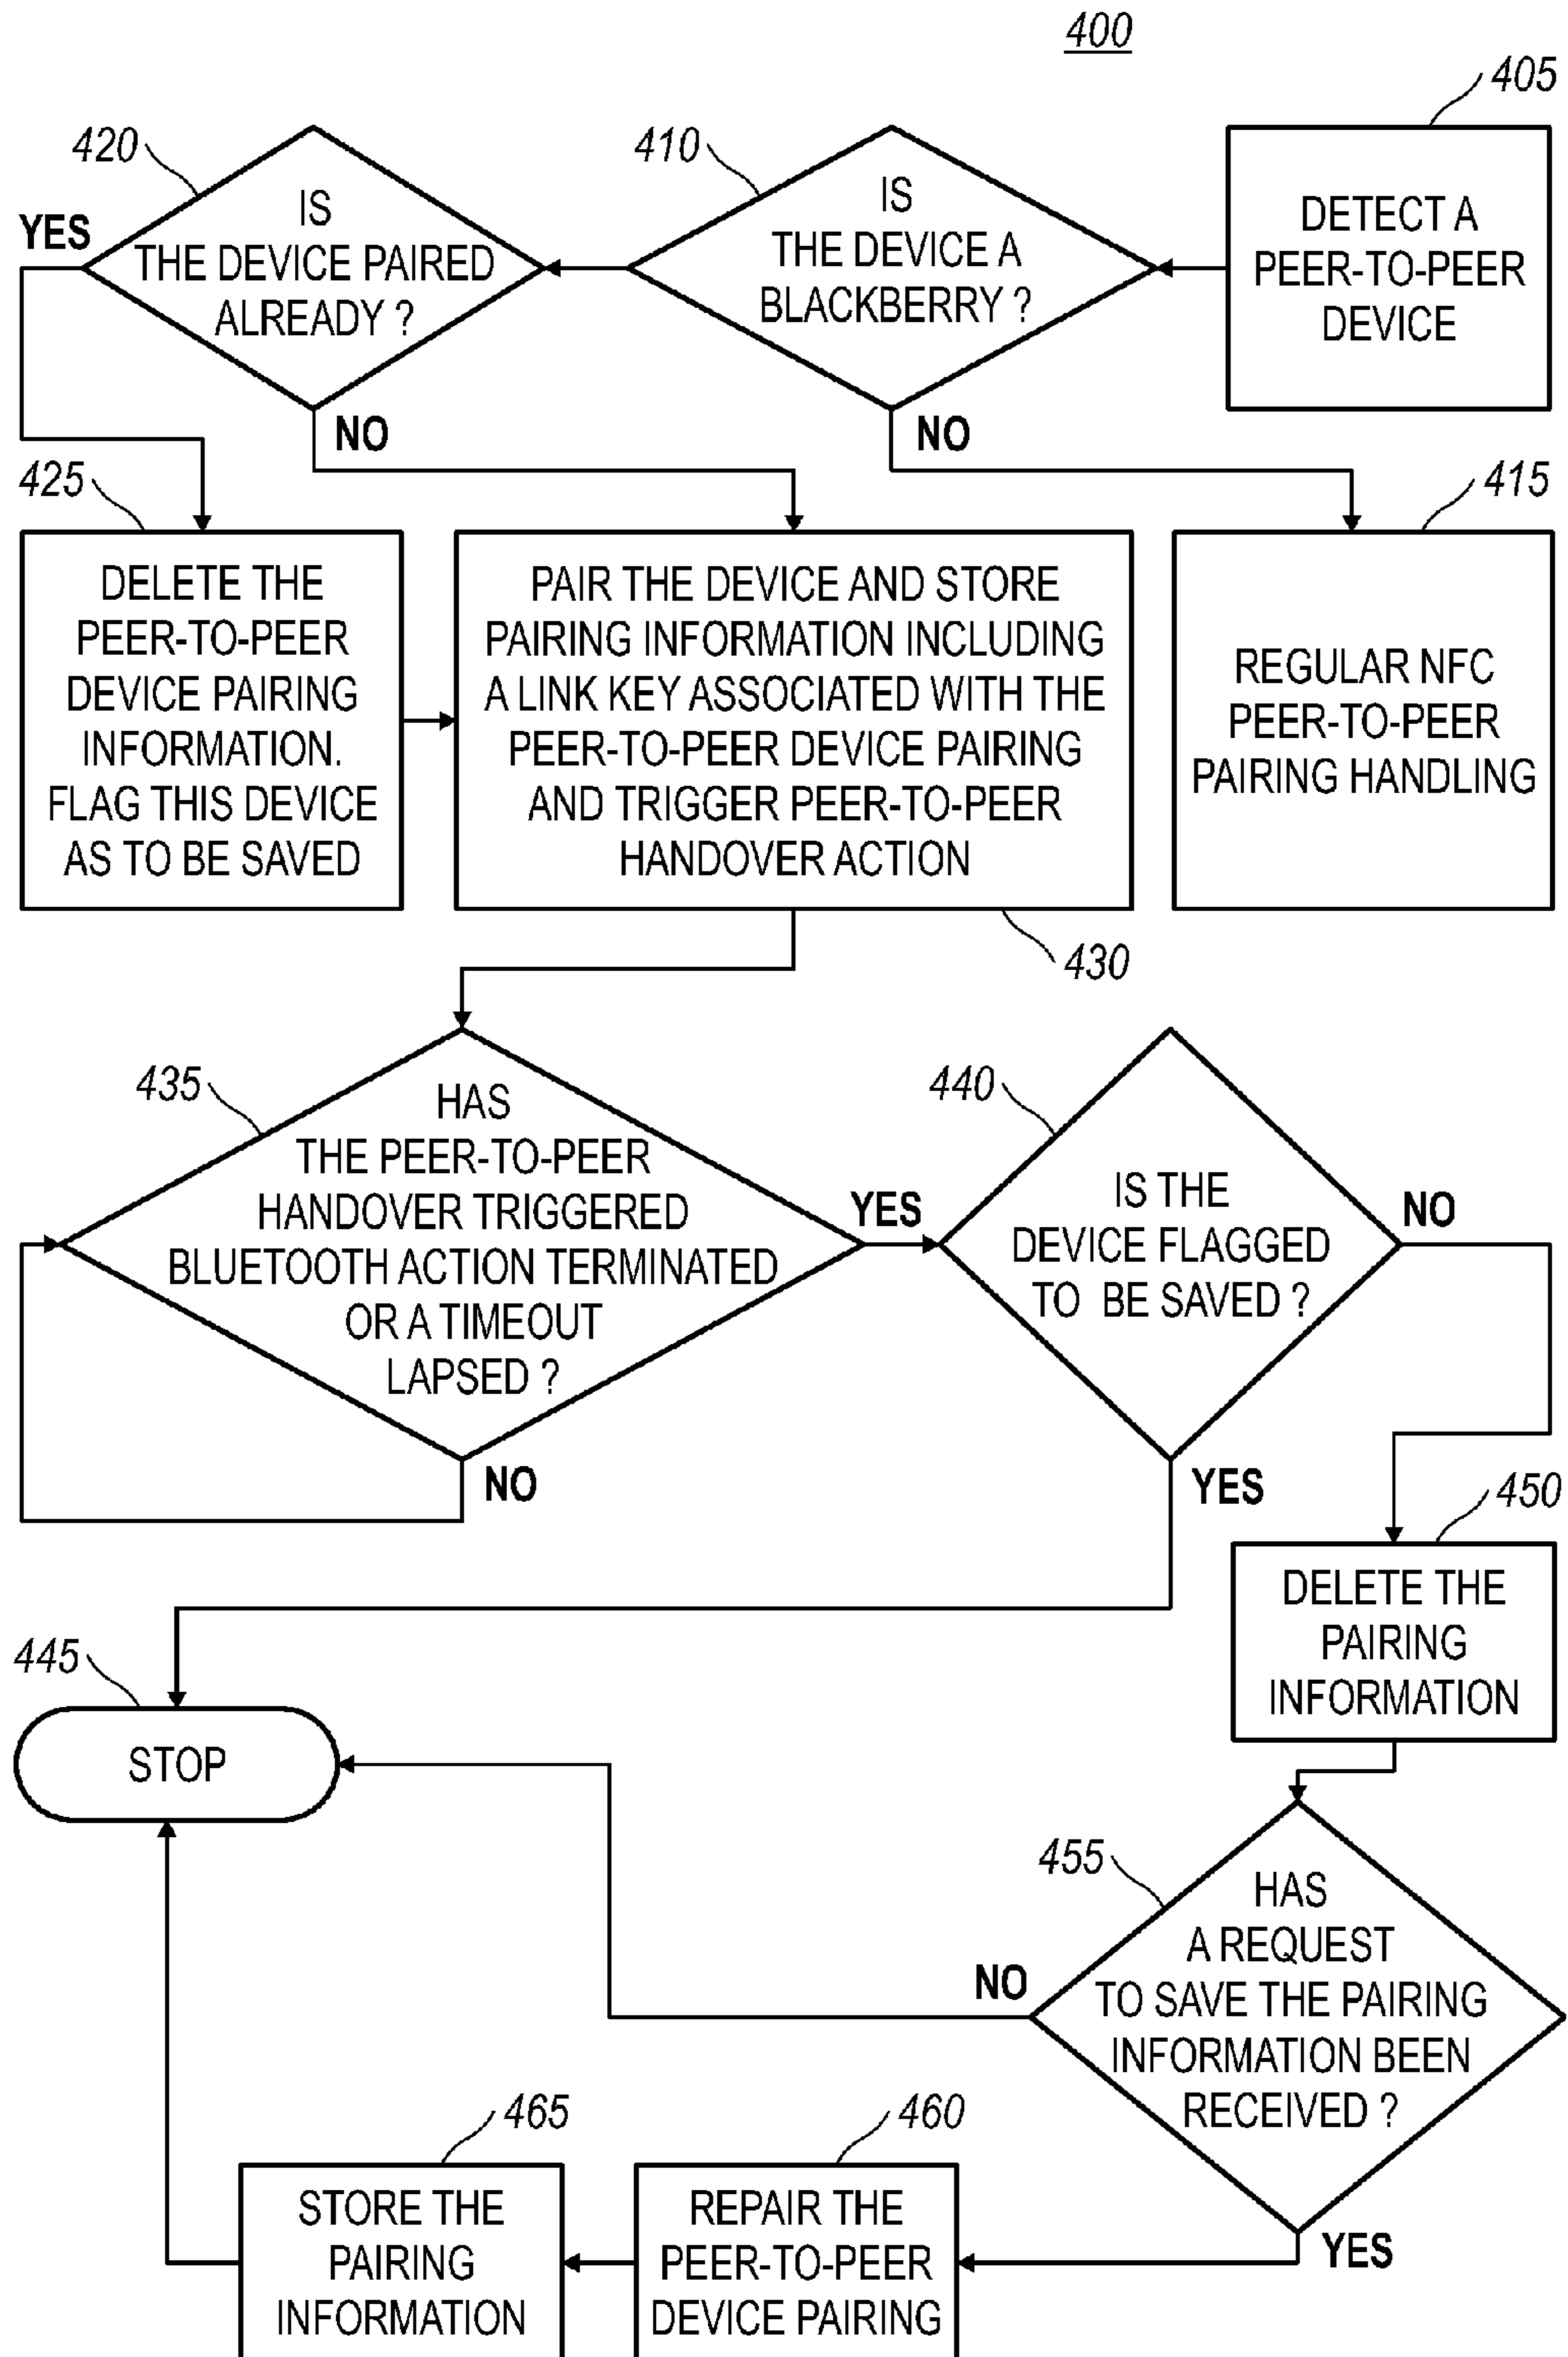 400
405
DETECT A
PEER-TO-PEER
DEVICE
410
IS
THE DEVICE A
BLACKBERRY ?
NO
420
IS
THE DEVICE PAIRED
ALREADY ?
YES
NO
415
REGULAR NFC
PEER-TO-PEER
PAIRING HANDLING
425
DELETE THE
PEER-TO-PEER
DEVICE PAIRING
INFORMATION.
FLAG THIS DEVICE
AS TO BE SAVED
PAIR THE DEVICE AND STORE
PAIRING INFORMATION INCLUDING
A LINK KEY ASSOCIATED WITH THE
PEER-TO-PEER DEVICE PAIRING
AND TRIGGER PEER-TO-PEER
HANDOVER ACTION
430
435
HAS
THE PEER-TO-PEER
HANDOVER TRIGGERED
BLUETOOTH ACTION TERMINATED
OR A TIMEOUT
LAPSED ?
YES
NO
440
IS THE
DEVICE FLAGGED
TO BE SAVED ?
NO
YES
445
STOP
450
DELETE THE
PAIRING
INFORMATION
455
HAS
A REQUEST
TO SAVE THE PAIRING
INFORMATION BEEN
RECEIVED ?
NO
YES
460
REPAIR THE
PEER-TO-PEER
DEVICE PAIRING
465
STORE THE
PAIRING
INFORMATION